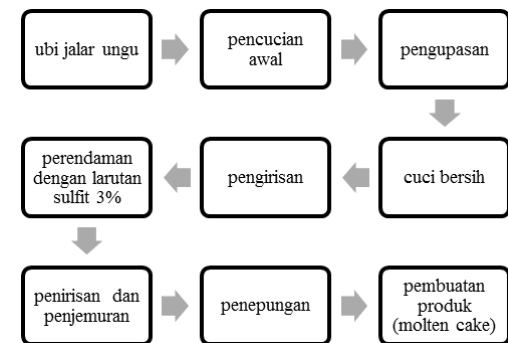 ubi jalar ungu
pencucian
awal
pengupasan
cuci bersih
pengirisan
perendaman
dengan larutan
sulfit 3%
penirisan dan
penjemuran
penepungan
pembuatan
produk
(molten cake)